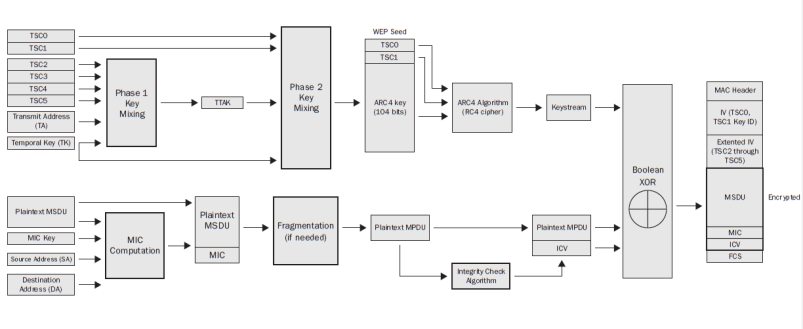 TSC0
TSC1
TSC2
TSC3
TSC4
TSC5
Transmit Address
(TA)
Temporal Key (TK)
Phase 1
Key
Mixing
TTAK
Phase 2
Key
Mixing
WEP Seed
TSC0
TSC1
ARC4 key
(104 bits)
ARC4 Algorithm
(RC4 cipher)
Keystream
Boolean
XOR
MAC Header
IV (TSC0,
TSC1 Key ID)
Extented IV
(TSC2 through
TSC5)
MSDU
Encrypted
MIC
ICV
FCS
Plaintext MSDU
MIC Key
Source Address (SA)
Destination
Address (DA)
MIC
Computation
Plaintext
MSDU
MIC
Fragmentation
(if needed)
Plaintext MPDU
Integrity Check
Algorithm
Plaintext MPDU
ICV